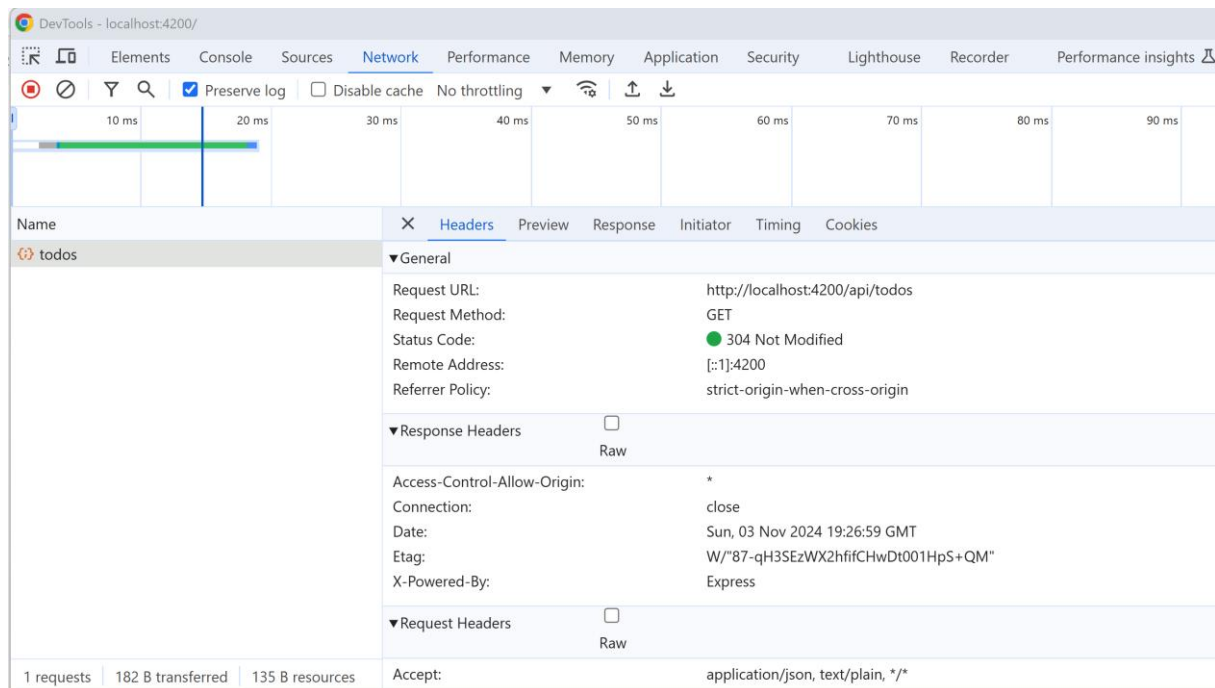 DevTools - localhost:4200/
Elements Console Sources Network Performance Memory Application Security Lighthouse Recorder Performance insights
Preserve log Disable cache No throttling ▼
10 ms 20 ms 30 ms 40 ms 50 ms 60 ms 70 ms 80 ms 90 ms
Name × Headers Preview Response Initiator Timing Cookies
{;} todos
▼General
Request URL: http://localhost:4200/api/todos
Request Method: GET
Status Code: 304 Not Modified
Remote Address: [::1]:4200
Referrer Policy: strict-origin-when-cross-origin
▼Response Headers
Raw
Access-Control-Allow-Origin: *
Connection: close
Date: Sun, 03 Nov 2024 19:26:59 GMT
Etag: W/"87-qH3SEzWX2hfifCHwDt001HpS+QM"
X-Powered-By: Express
▼Request Headers
Raw
Accept: application/json, text/plain, */*
1 requests 182 B transferred 135 B resources